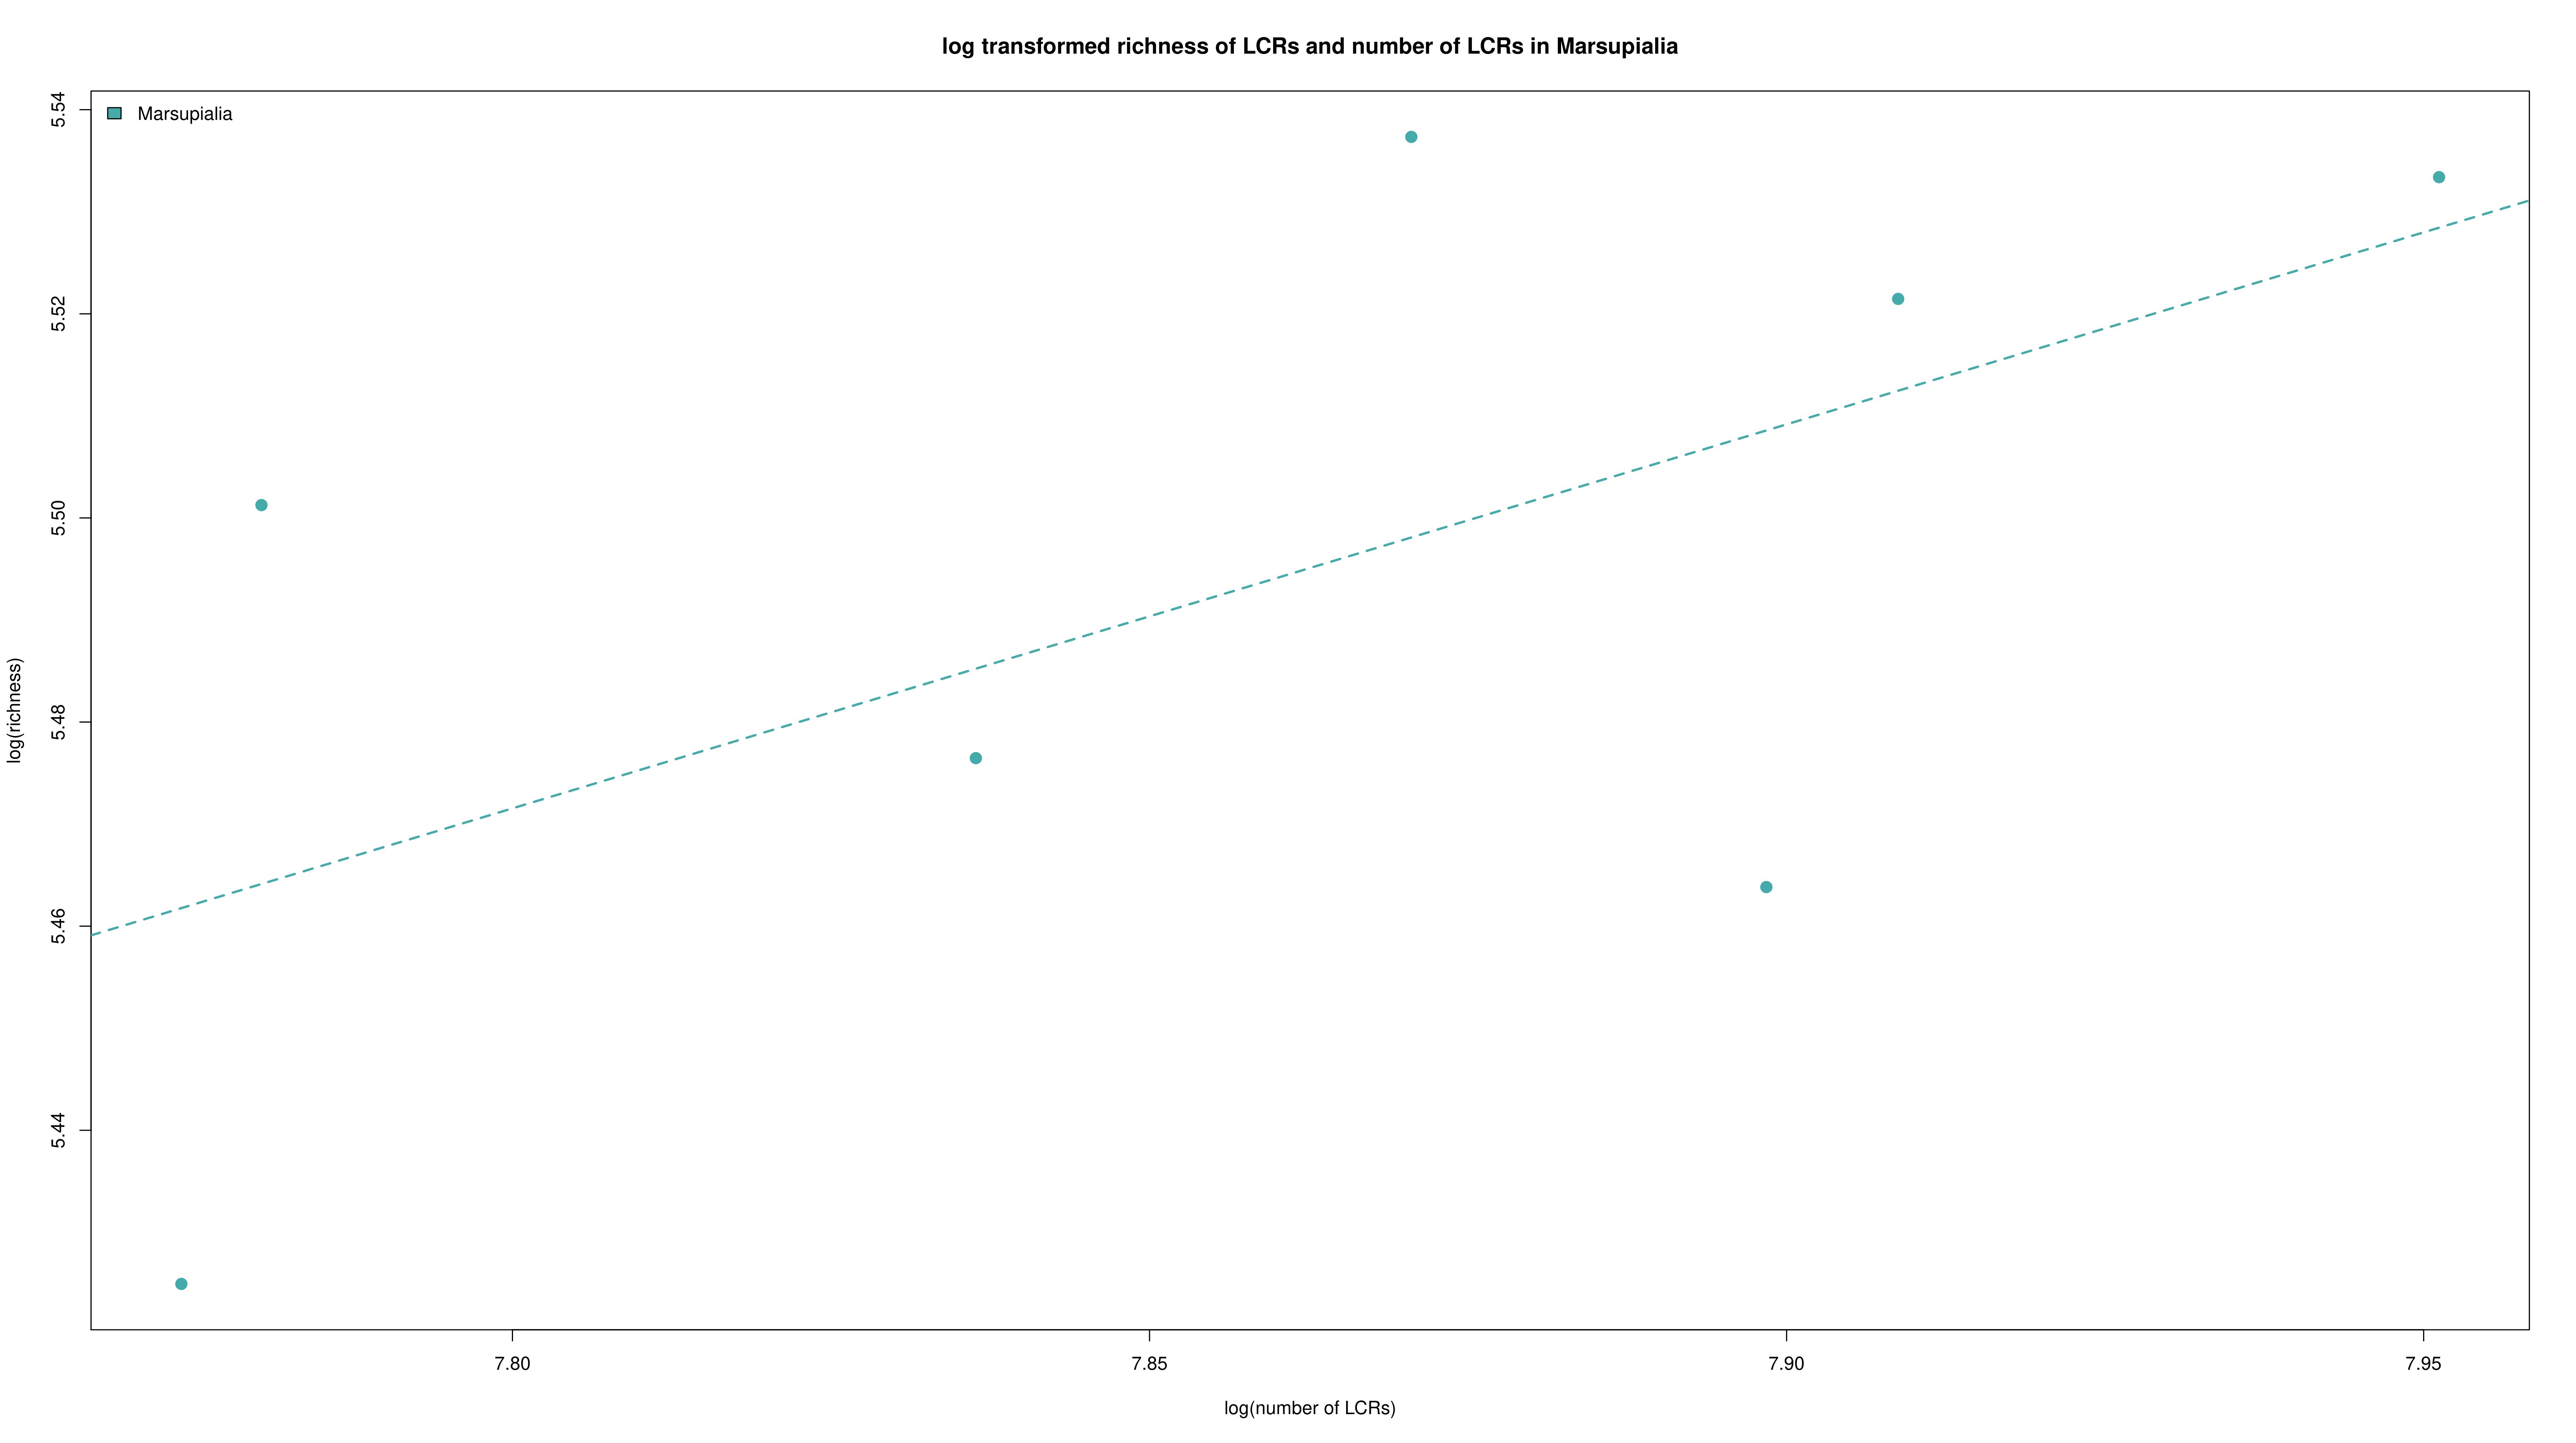 log transformed richness of LCRs and number of LCRs in Marsupialia
Marsupialia
5.54
5.52
5.50
5.48
5.46
5.44
log(richness)
7.80
7.85
7.90
7.95
log(number of LCRs)